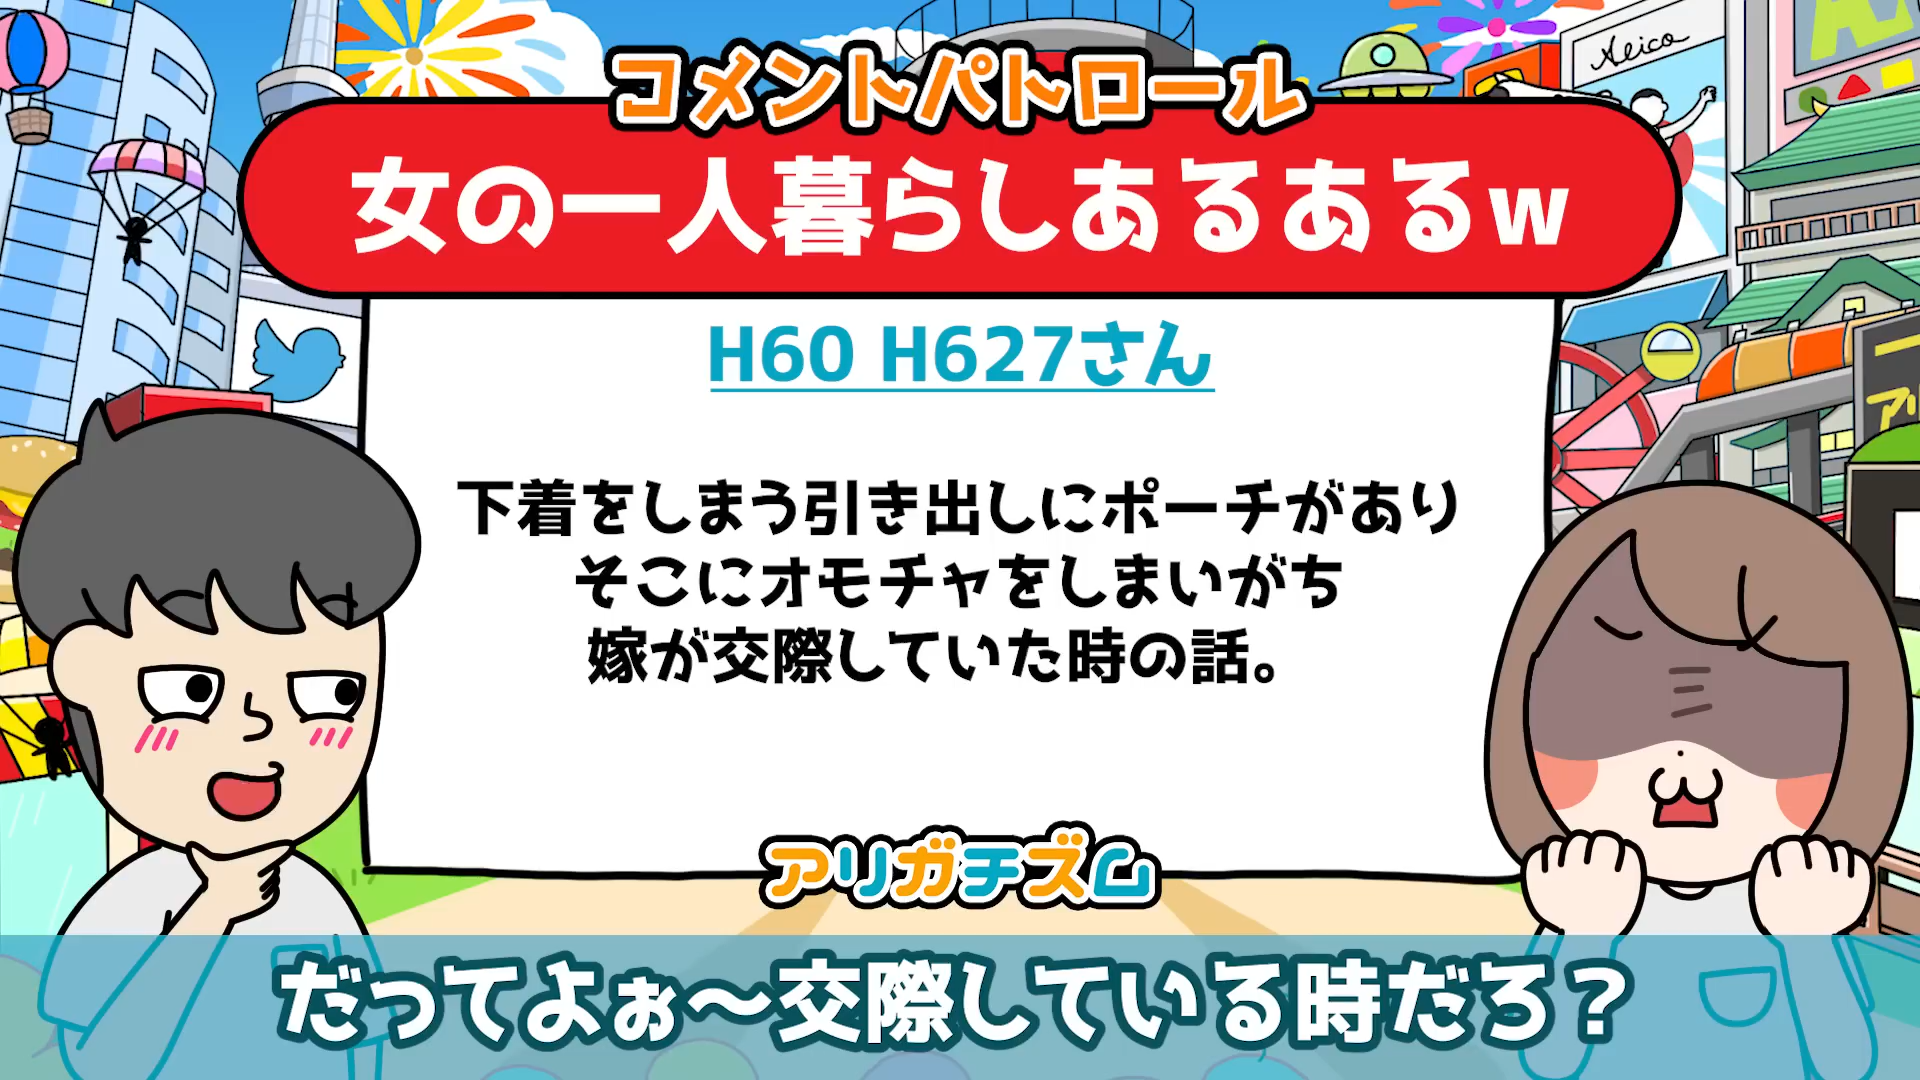 コメントパトロール
女の一人暮らしあるあるw
Aeico
H60 H627さん
下着をしまう引き出しにポーチがあり
そこにオモチャをしまいがち
嫁が交際していた時の話。
アリガチズム
だってよぉ〜交際している時だろ？